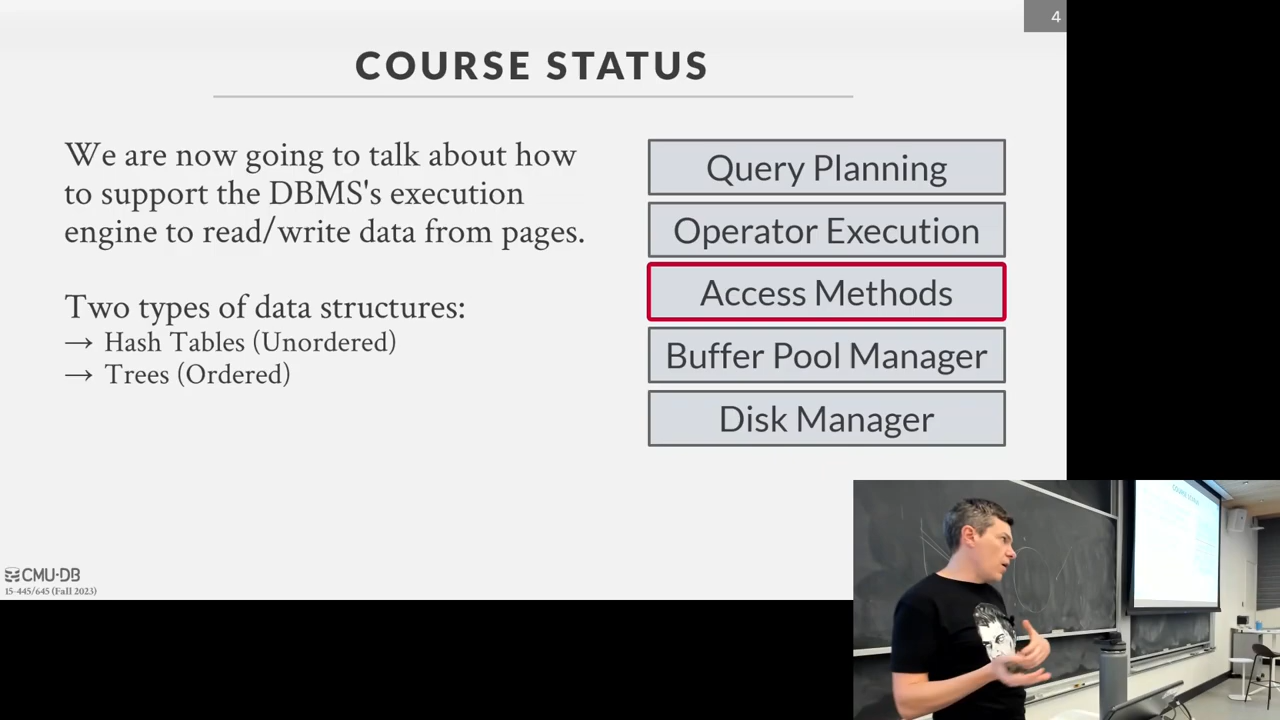 4
COURSE STATUS
We are now going to talk about how
to support the DBMS's execution
engine to read/write data from pages.
Two types of data structures:
→ Hash Tables (Unordered)
→ Trees (Ordered)
Query Planning
Operator Execution
Access Methods
Buffer Pool Manager
Disk Manager
CMU·DB
15-445/645 (Fall 2023)